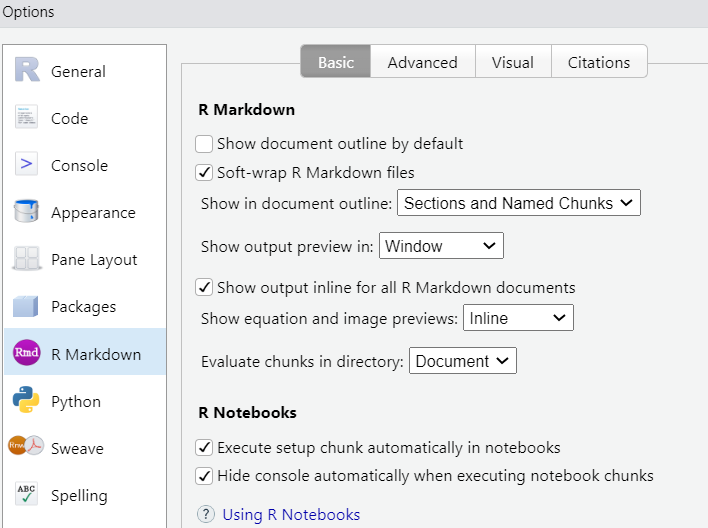 Options
General
Code
Console
Appearance
Pane Layout
Packages
Rmd R Markdown
Python
Rnw Sweave
ABC Spelling
Basic Advanced Visual Citations
R Markdown
Show document outline by default
Soft-wrap R Markdown files
Show in document outline: Sections and Named Chunks
Show output preview in: Window
Show output inline for all R Markdown documents
Show equation and image previews: Inline
Evaluate chunks in directory: Document
R Notebooks
Execute setup chunk automatically in notebooks
Hide console automatically when executing notebook chunks
? Using R Notebooks